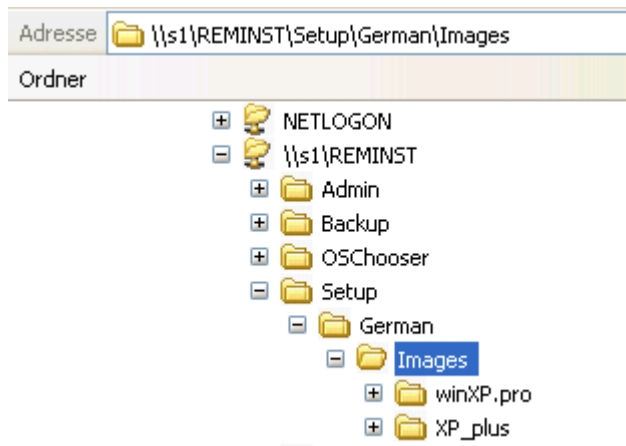 Adresse \\s1\REMINST\Setup\German\Images
Ordner
NETLOGON
\\s1\REMINST
Admin
Backup
OSChooser
Setup
German
Images
winXP.pro
XP_plus